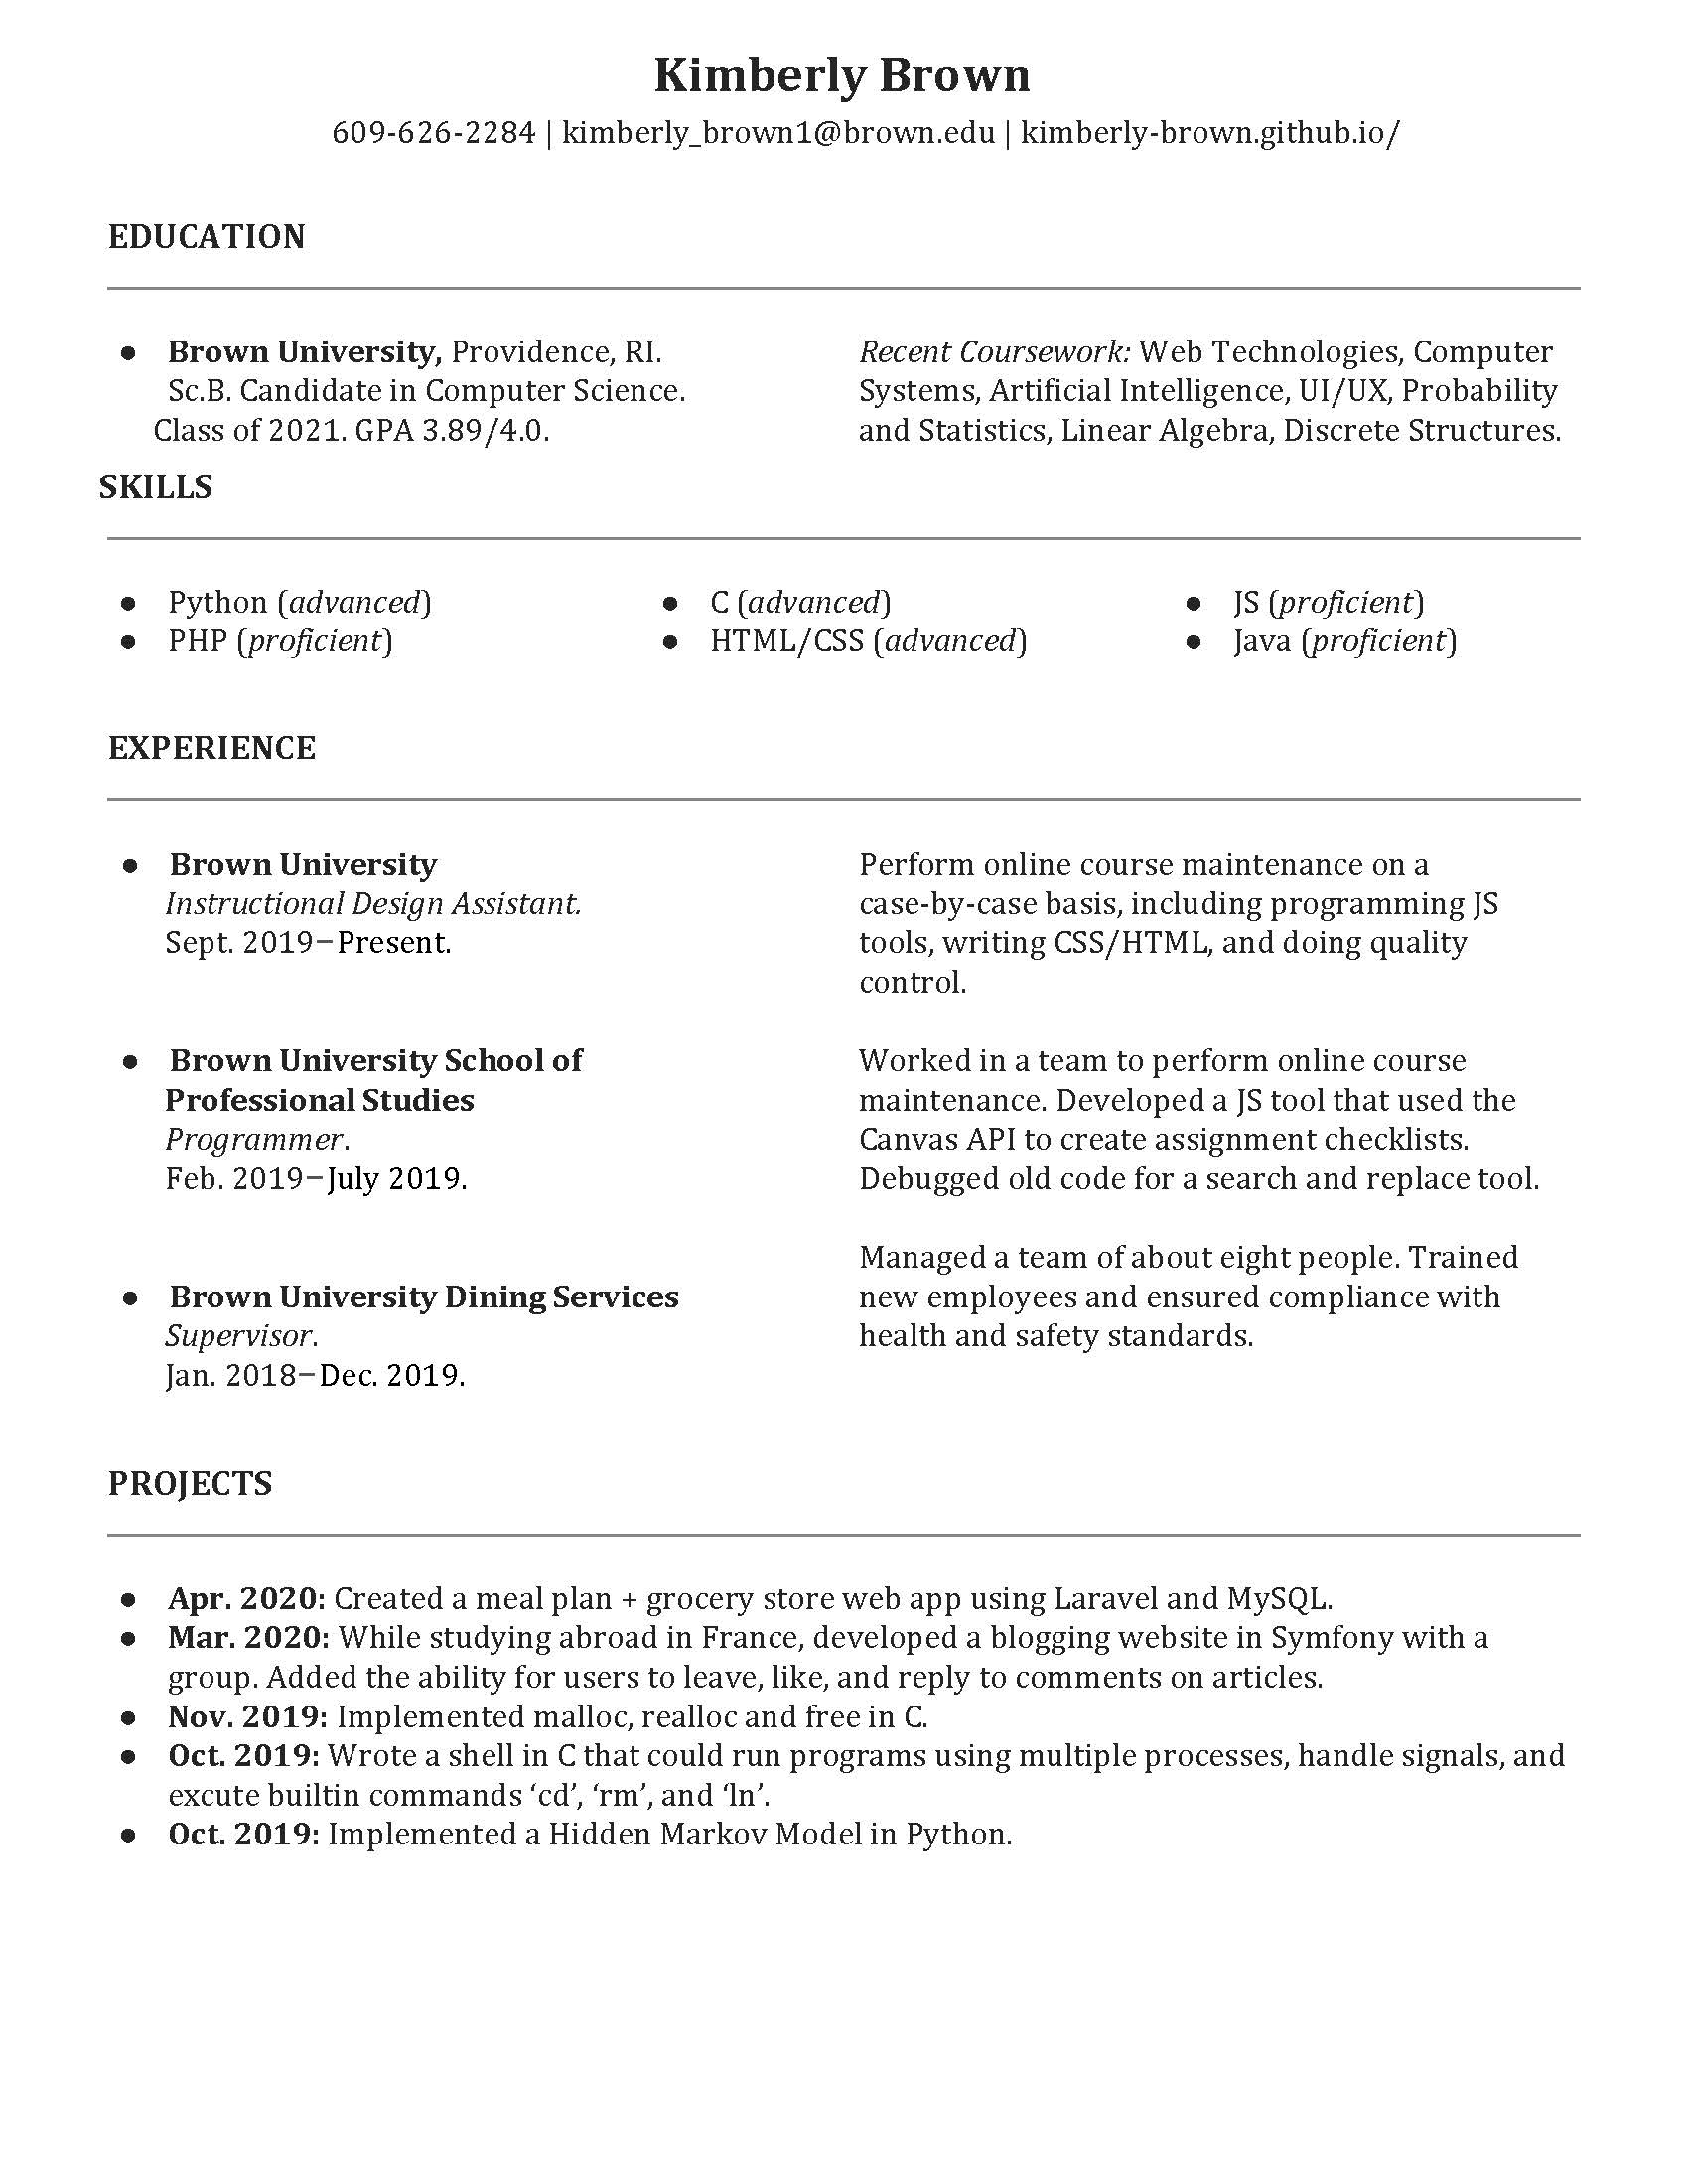 Kimberly Brown
609-626-2284 | kimberly_brown1@brown.edu | kimberly-brown.github.io/
EDUCATION
● Brown University, Providence, RI.
Sc.B. Candidate in Computer Science.
Class of 2021. GPA 3.89/4.0.
Recent Coursework: Web Technologies, Computer
Systems, Artificial Intelligence, UI/UX, Probability
and Statistics, Linear Algebra, Discrete Structures.
SKILLS
● Python (advanced)
● PHP (proficient)
● C (advanced)
● HTML/CSS (advanced)
● JS (proficient)
● Java (proficient)
EXPERIENCE
● Brown University
Instructional Design Assistant.
Sept. 2019–Present.
Perform online course maintenance on a
case-by-case basis, including programming JS
tools, writing CSS/HTML, and doing quality
control.
● Brown University School of
Professional Studies
Programmer.
Feb. 2019–July 2019.
Worked in a team to perform online course
maintenance. Developed a JS tool that used the
Canvas API to create assignment checklists.
Debugged old code for a search and replace tool.
● Brown University Dining Services
Supervisor.
Jan. 2018–Dec. 2019.
Managed a team of about eight people. Trained
new employees and ensured compliance with
health and safety standards.
PROJECTS
● Apr. 2020: Created a meal plan + grocery store web app using Laravel and MySQL.
● Mar. 2020: While studying abroad in France, developed a blogging website in Symfony with a
group. Added the ability for users to leave, like, and reply to comments on articles.
● Nov. 2019: Implemented malloc, realloc and free in C.
● Oct. 2019: Wrote a shell in C that could run programs using multiple processes, handle signals, and
excute builtin commands ‘cd’, ‘rm’, and ‘ln’.
● Oct. 2019: Implemented a Hidden Markov Model in Python.